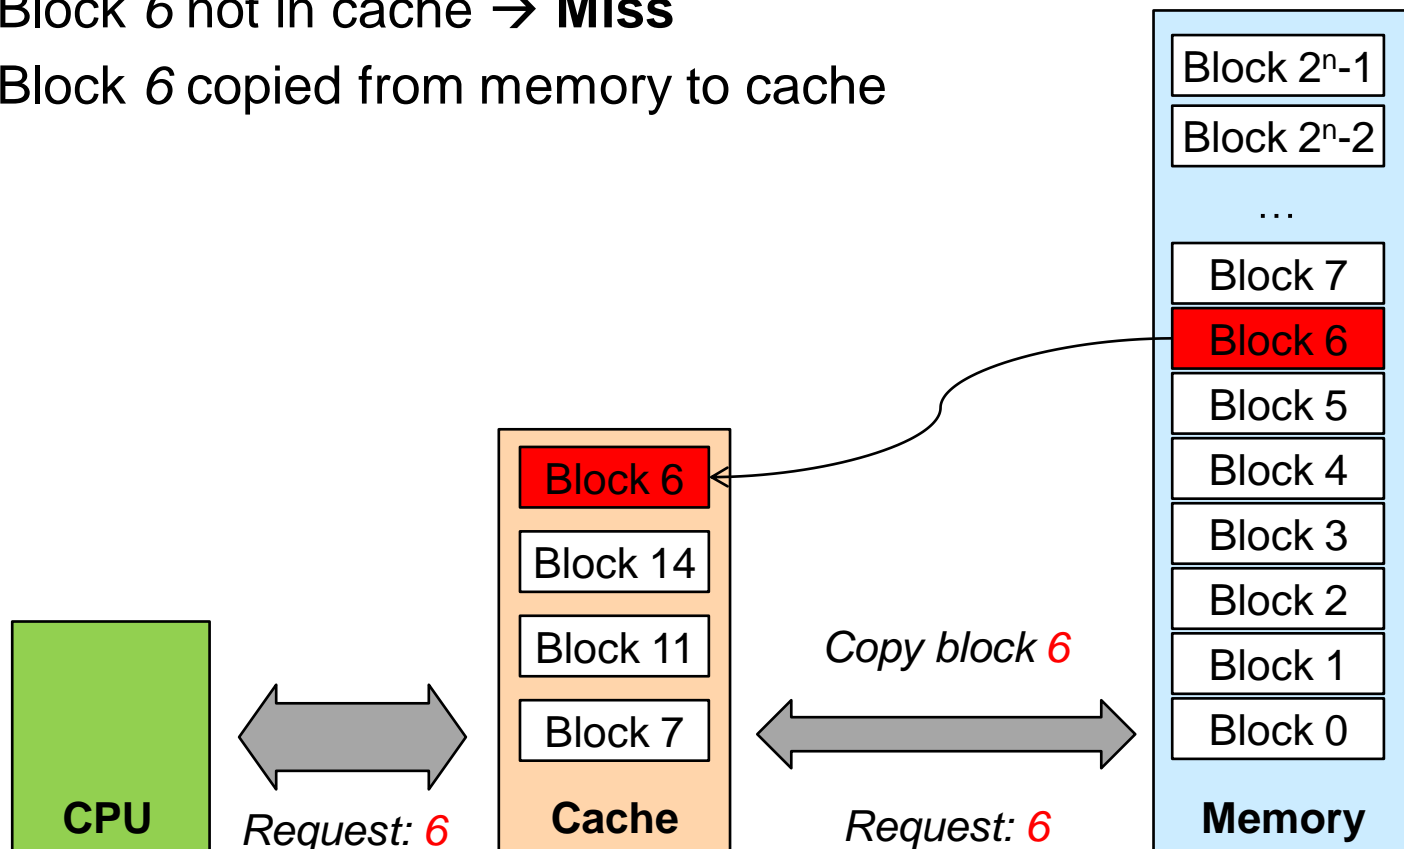 Block 6 not in cache → Miss
Block 6 copied from memory to cache
Block 2ⁿ-1
Block 2ⁿ-2
…
Block 7
Block 6
Block 5
Block 4
Block 3
Block 2
Block 1
Block 0
Memory
Block 6
Block 14
Block 11
Block 7
Cache
Copy block 6
Request: 6
CPU
Request: 6